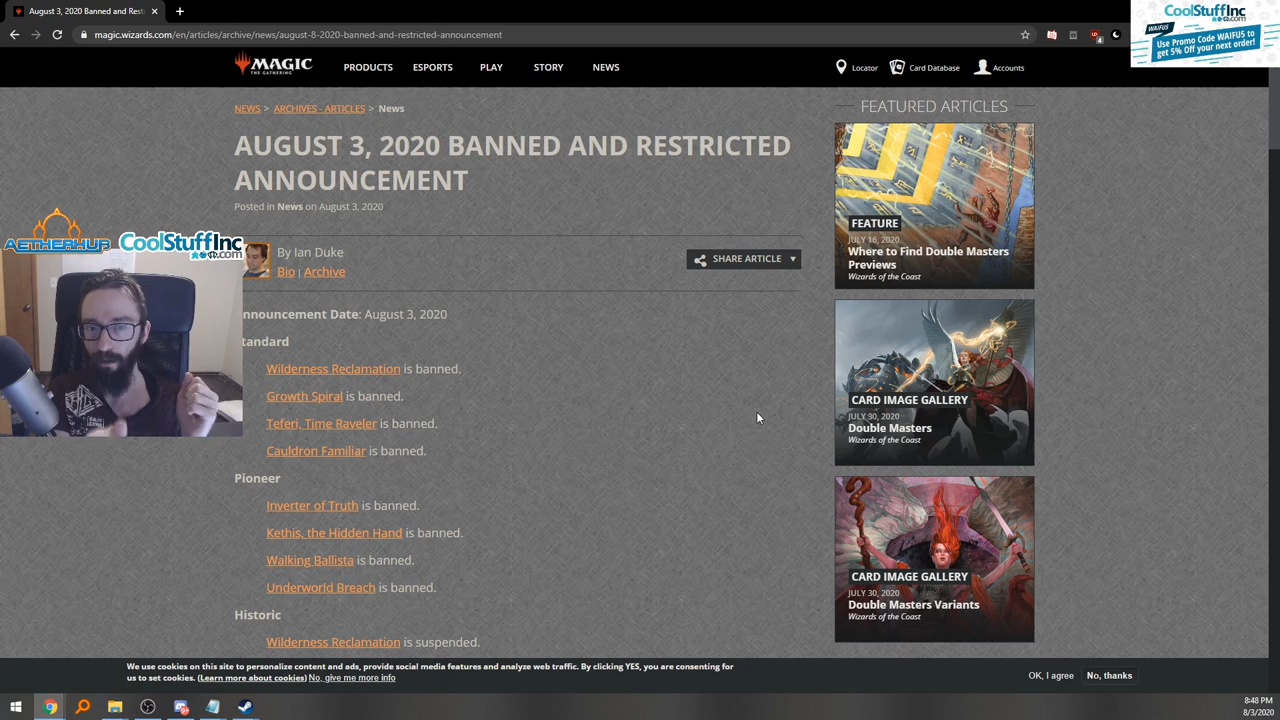 August 3, 2020 Banned and Restri
magic.wizards.com/en/articles/archive/news/august-8-2020-banned-and-restricted-announcement
CoolStuffInc
.com
WAIFUS
Use Promo Code WAIFU5 to
get 5% Off your next order!
MAGIC
THE GATHERING
PRODUCTS
ESPO
PLAY
STORY
NEWS
Locator
Card Database
Accounts
NEWS > ARCHIVES - ARTICLES > News
AUGUST 3, 2020 BANNED AND RESTRICTED
ANNOUNCEMENT
Posted in News on August 3, 2020
By Ian Duke
Bio | Archive
SHARE ARTICLE
AETHERHUB
CoolStuffInc
.com
nnouncement Date: August 3, 2020
tandard
Wilderness Reclamation is banned.
Growth Spiral is banned.
Teferi, Time Raveler is banned.
Cauldron Familiar is banned.
Pioneer
Inverter of Truth is banned.
Kethis, the Hidden Hand is banned.
Walking Ballista is banned.
Underworld Breach is banned.
Historic
Wilderness Reclamation is suspended.
FEATURED ARTICLES
FEATURE
JULY 16, 2020
Where to Find Double Masters
Previews
Wizards of the Coast
CARD IMAGE GALLERY
JULY 30, 2020
Double Masters
Wizards of the Coast
CARD IMAGE GALLERY
JULY 30, 2020
Double Masters Variants
Wizards of the Coast
We use cookies on this site to personalize content and ads, provide social media features and analyze web traffic. By clicking YES, you are consenting for
us to set cookies. (Learn more about cookies) No, give me more info
OK, I agree
No, thanks
8:48 PM
8/3/2020